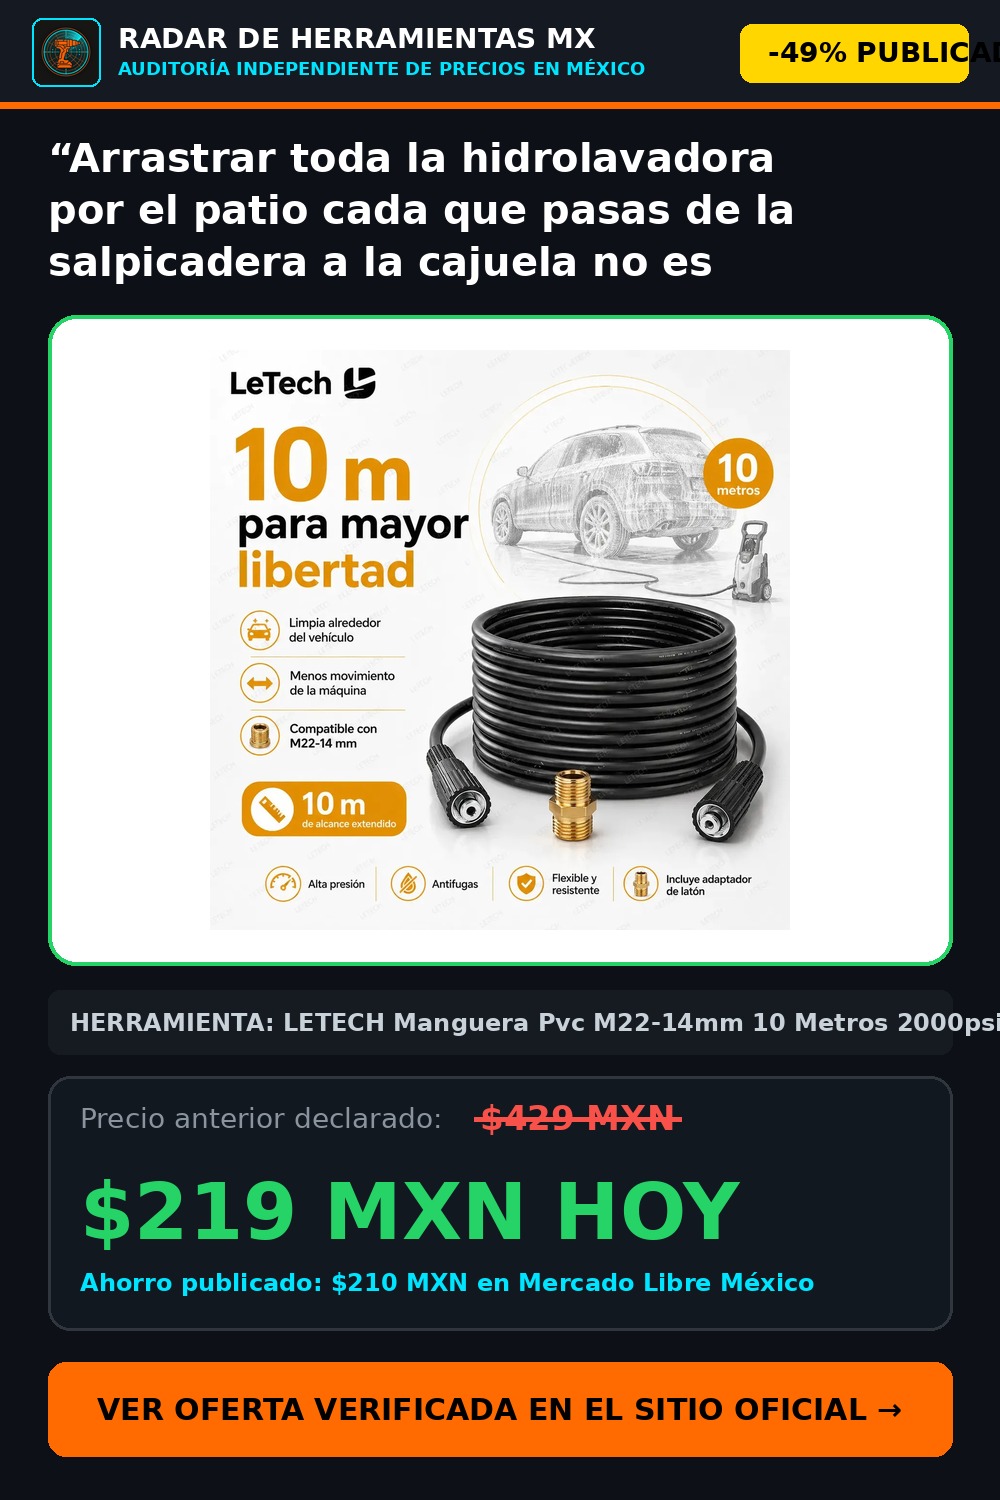 RADAR DE HERRAMIENTAS MX
AUDITORÍA INDEPENDIENTE DE PRECIOS EN MÉXICO
-49% PUBLICA
“Arrastrar toda la hidrolavadora
por el patio cada que pasas de la
salpicadera a la cajuela no es
LeTech
10 m
para mayor
libertad
10
metros
Limpia alrededor
del vehículo
Menos movimiento
de la máquina
Compatible con
M22-14 mm
10 m
de alcance extendido
Alta presión
Antifugas
Flexible y
resistente
Incluye adaptador
de latón
HERRAMIENTA: LETECH Manguera Pvc M22-14mm 10 Metros 2000psi
Precio anterior declarado: $429 MXN
$219 MXN HOY
Ahorro publicado: $210 MXN en Mercado Libre México
VER OFERTA VERIFICADA EN EL SITIO OFICIAL →